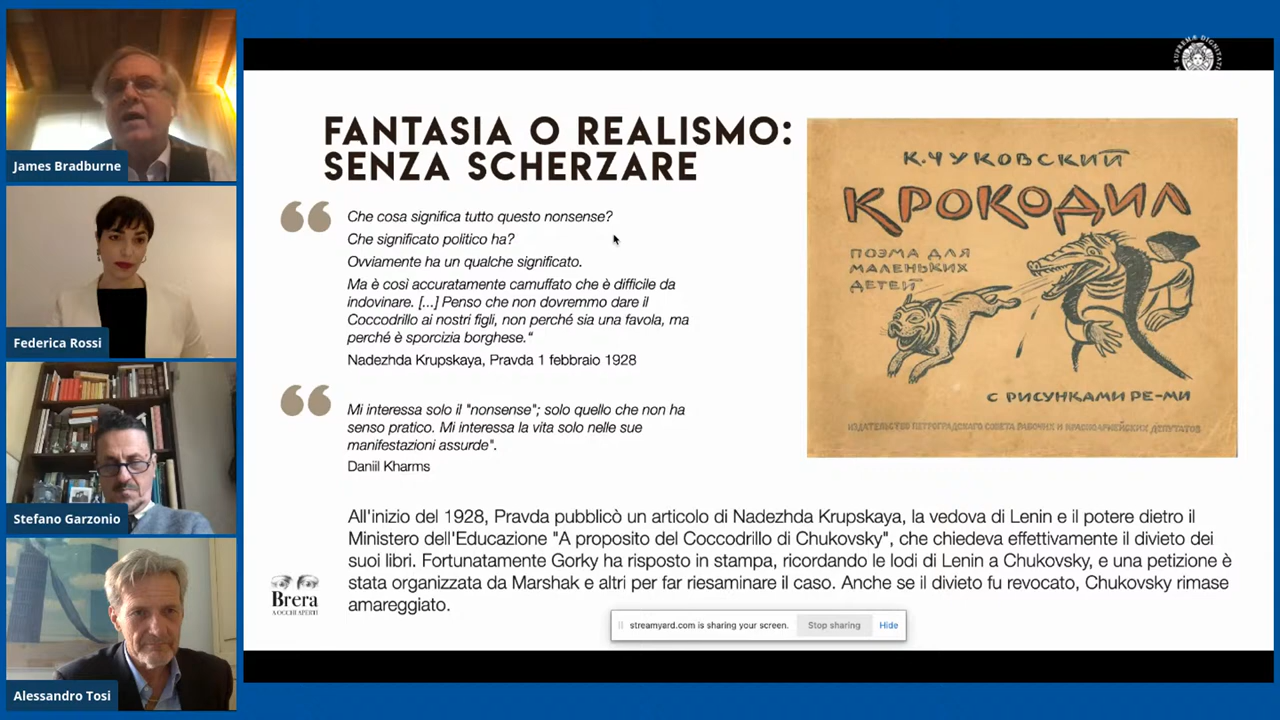 James Bradburne
Federica Rossi
Stefano Garzonio
Alessandro Tosi
FANTASIA O REALISMO:
SENZA SCHERZARE
Che cosa significa tutto questo nonsense?
Che significato politico ha?
Ovviamente ha un qualche significato.
Ma è così accuratamente camuffato che è difficile da
indovinare. [...] Penso che non dovremmo dare il
Coccodrillo ai nostri figli, non perché sia una favola, ma
perché è sporcizia borghese.“
Nadezhda Krupskaya, Pravda 1 febbraio 1928
Mi interessa solo il "nonsense"; solo quello che non ha
senso pratico. Mi interessa la vita solo nelle sue
manifestazioni assurde".
Daniil Kharms
К. ЧУКОВСКИЙ
КРОКОДИЛ
ПОЭМА ДЛЯ
МАЛЕНЬКИХ
ДЕТЕЙ
С РИСУНКАМИ РЕ-МИ
ИЗДАТЕЛЬСТВО ПЕТРОГРАДСКОГО СОВЕТА РАБОЧИХ И КРАСНОАРМЕЙСКИХ ДЕПУТАТОВ
All'inizio del 1928, Pravda pubblicò un articolo di Nadezhda Krupskaya, la vedova di Lenin e il potere dietro il
Ministero dell'Educazione "A proposito del Coccodrillo di Chukovsky", che chiedeva effettivamente il divieto dei
suoi libri. Fortunatamente Gorky ha risposto in stampa, ricordando le lodi di Lenin a Chukovsky, e una petizione è
stata organizzata da Marshak e altri per far riesaminare il caso. Anche se il divieto fu revocato, Chukovsky rimase
amareggiato.
Brera
A OCCHI APERTI
streamyard.com is sharing your screen. Stop sharing Hide